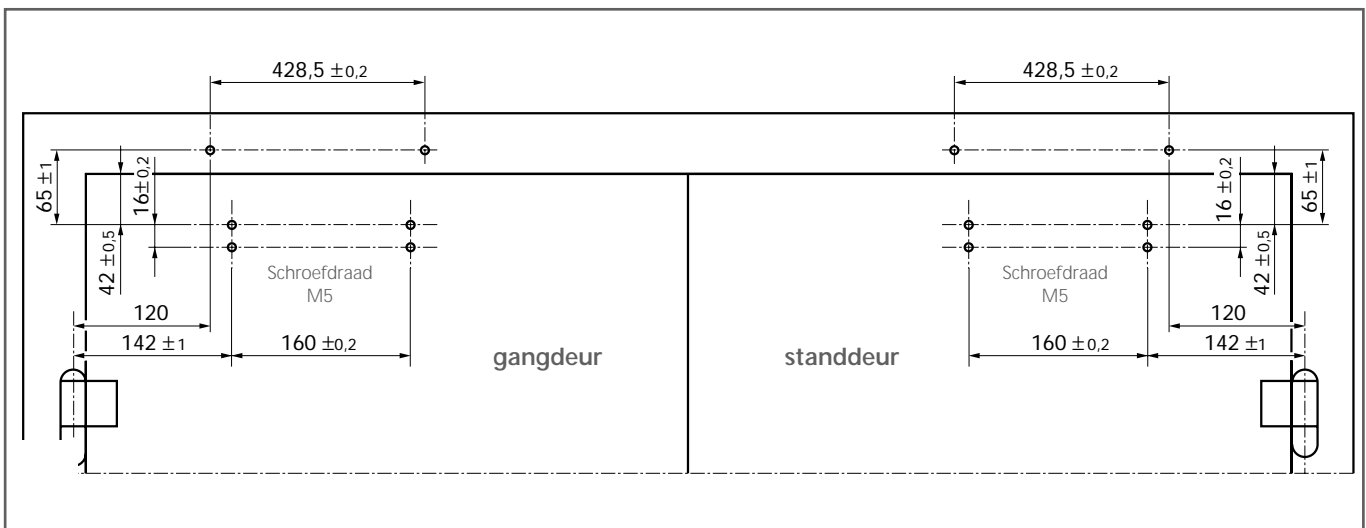 428,5 ±0,2
428,5 ±0,2
65 ±1
16±0,2
42 ±0,5
16 ±0,2
65 ±1
42 ±0,5
Schroefdraad
M5
Schroefdraad
M5
120
120
142 ±1
160 ±0,2
160 ±0,2
142 ±1
gangdeur
standdeur